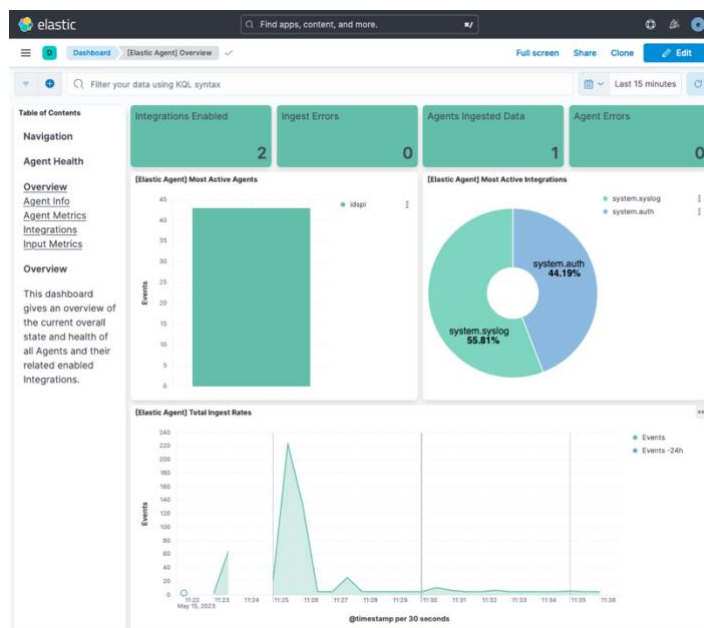 elastic
Find apps, content, and more.
D
Dashboard
[Elastic Agent] Overview
Full screen
Share
Clone
Edit
Filter your data using KQL syntax
Last 15 minutes
Table of Contents
Navigation
Agent Health
Overview
Agent Info
Agent Metrics
Integrations
Input Metrics
Overview
This dashboard
gives an overview of
the current overall
state and health of
all Agents and their
related enabled
Integrations.
Integrations Enabled
2
Ingest Errors
0
Agents Ingested Data
1
Agent Errors
0
[Elastic Agent] Most Active Agents
Events
45
40
35
30
25
20
15
10
5
0
idspi
[Elastic Agent] Most Active Integrations
system.auth
44.19%
system.syslog
55.81%
system.syslog
system.auth
[Elastic Agent] Total Ingest Rates
Events
240
220
200
180
160
140
120
100
80
60
40
20
0
11:22
11:23
11:24
11:25
11:26
11:27
11:28
11:29
11:30
11:31
11:32
11:33
11:34
11:35
11:36
May 15, 2023
@timestamp per 30 seconds
Events
Events -24h